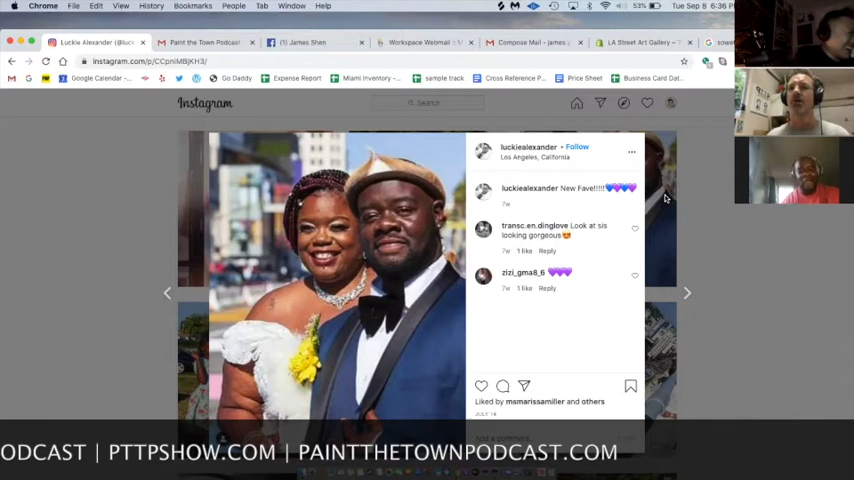 Chrome File Edit View History Bookmarks People Tab Window Help
53%
Tue Sep 8 6:36 PM
Luckie Alexander (@luck
Paint the Town Podcast
(1) James Shen
Workspace Webmail ::
Compose Mail - james.y
LA Street Art Gallery - T
instagram.com/p/CCpniMBjKH3/
Google Calendar -
Go Daddy
Expense Report
Miami Inventory -
sample track
Cross Reference P
Price Sheet
Business Card Dat
Instagram
Search
luckiealexander • Follow
Los Angeles, California
luckiealexander New Fave!!!!!💙💜💙💜
7w
transc.en.dinglove Look at sis
looking gorgeous😍
7w 1 like Reply
zizi_gma8_6 💜💜💜
7w 1 like Reply
Liked by msmarissamiller and others
JULY 14
Add a comment...
ODCAST | PTTPSHOW.COM | PAINTTHETOWNPODCAST.COM